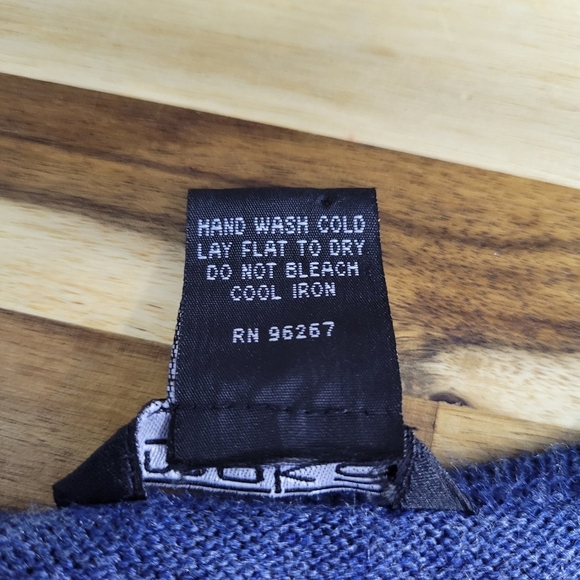 HAND WASH COLD
LAY FLAT TO DRY
DO NOT BLEACH
COOL IRON
RN 96267